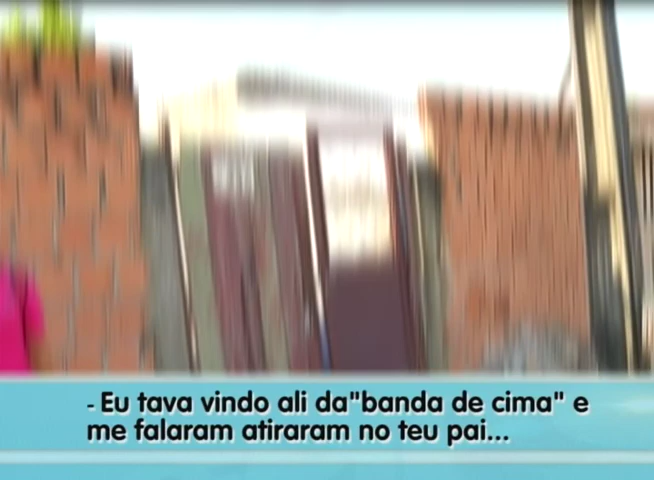 - Eu tava vindo ali da"banda de cima" e
me falaram atiraram no teu pai...